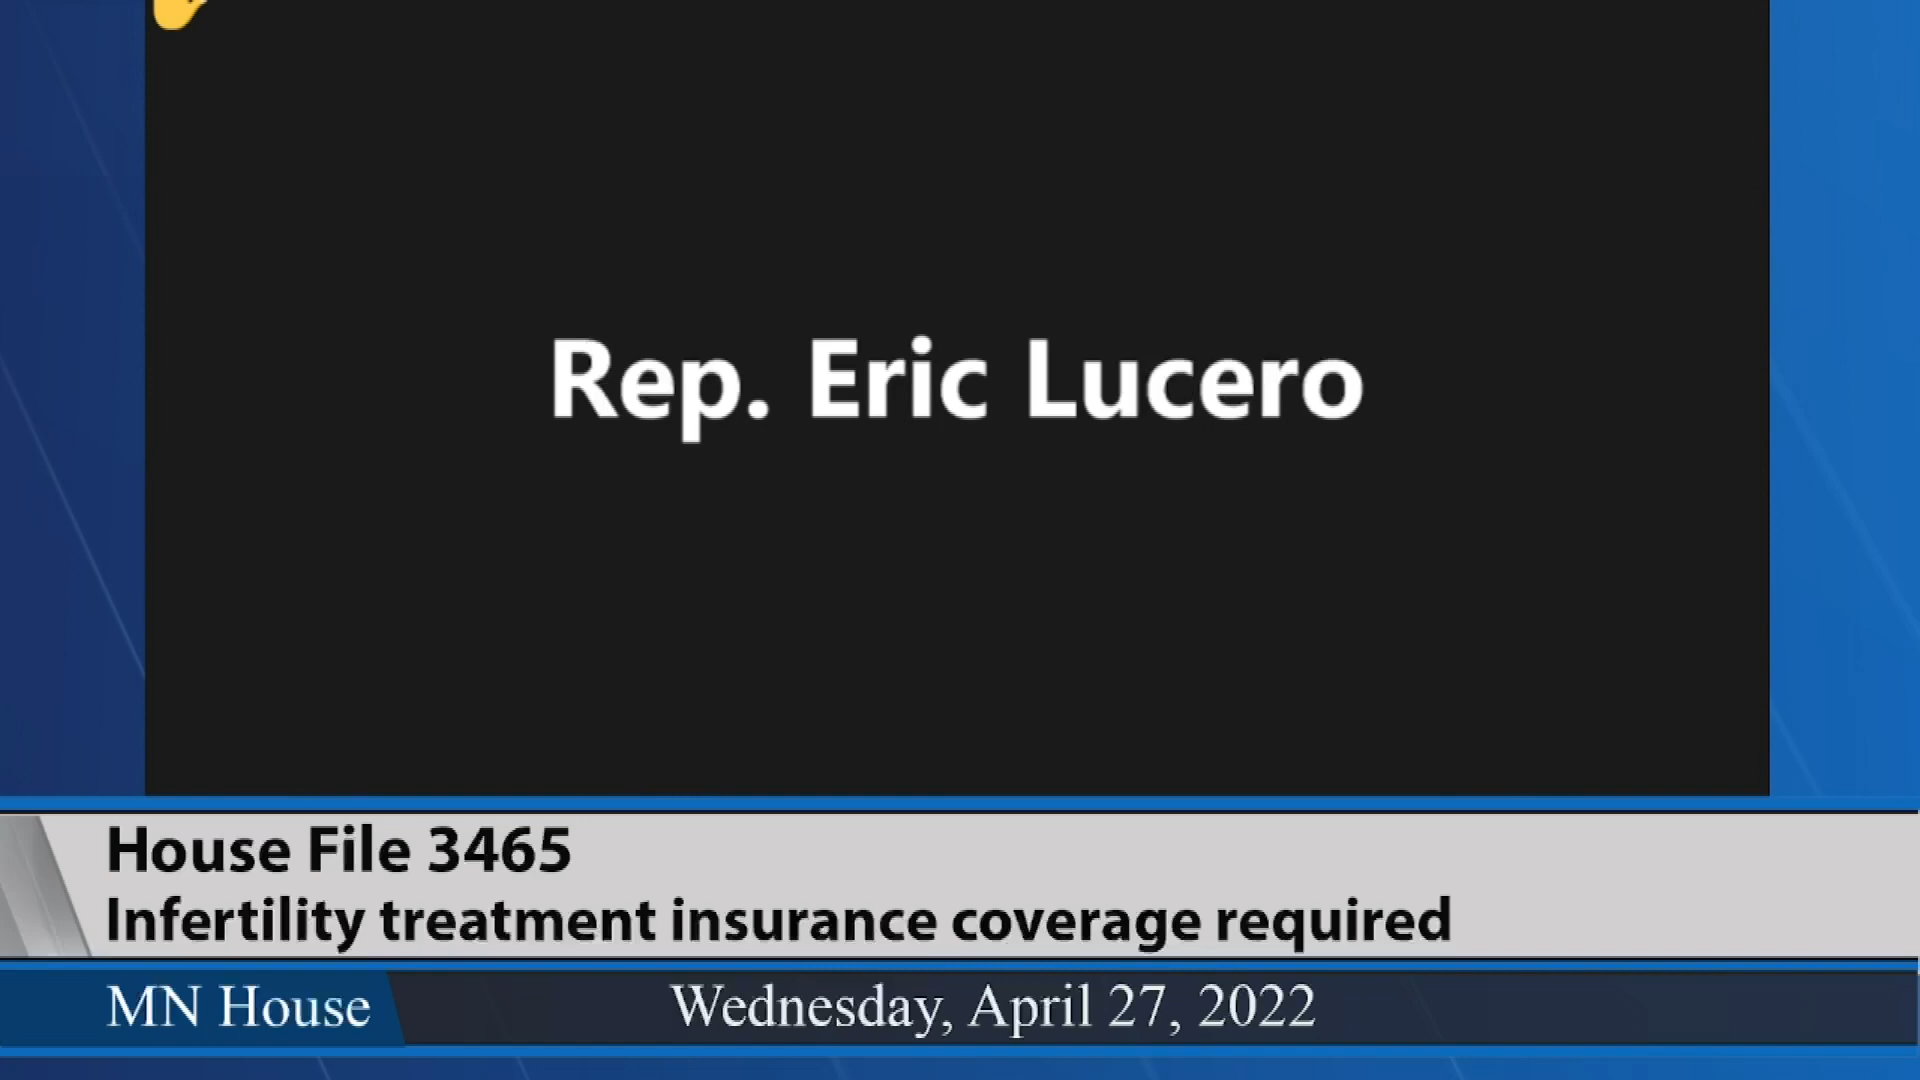 Rep. Eric Lucero
House File 3465
Infertility treatment insurance coverage required
MN House
Wednesday, April 27, 2022